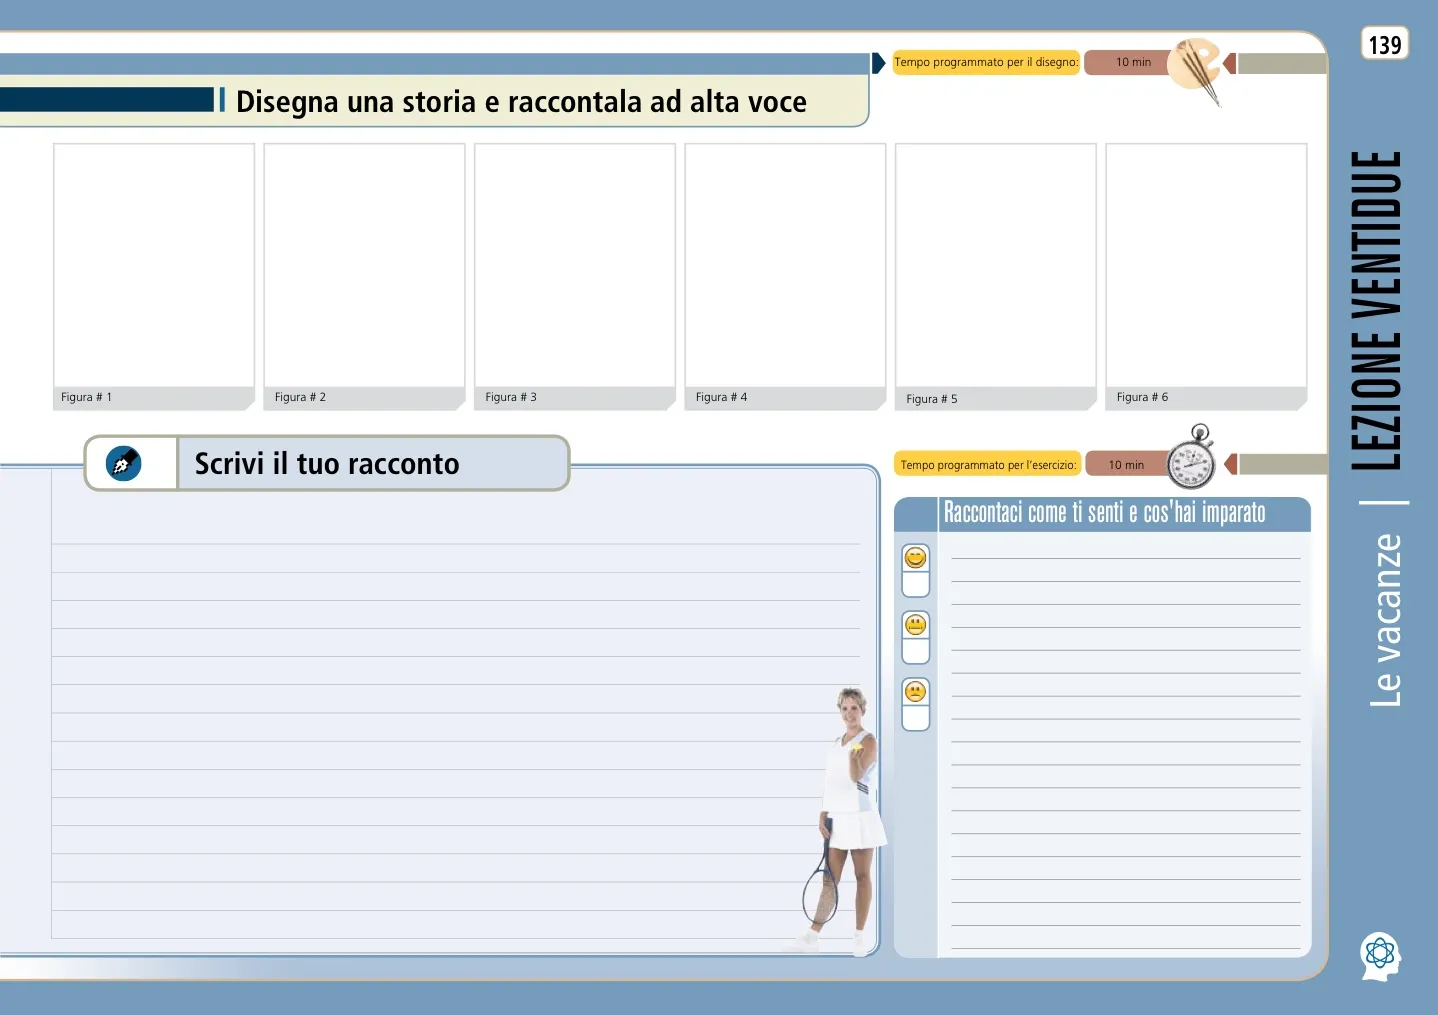 139
Tempo programmato per il disegno:
10 min
Disegna una storia e raccontala ad alta voce
Figura # 1
Figura # 2
Figura # 3
Figura # 4
Figura # 5
Figura # 6
Scrivi il tuo racconto
Tempo programmato per l'esercizio:
10 min
Raccontaci come ti senti e cos'hai imparato
LEZIONE VENTIDUE
Le vacanze